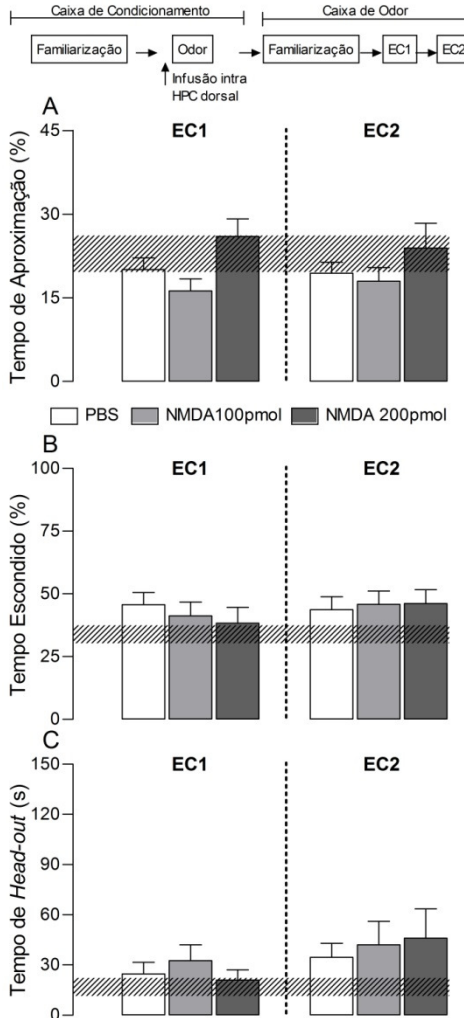 Caixa de Condicionamento Caixa de Odor
Familiarização Odor Familiarização EC1 EC2
Infusão intra
HPC dorsal
A
EC1 EC2
Tempo de Aproximação (%)
45
30
15
0
PBS NMDA100pmol NMDA 200pmol
B
EC1 EC2
Tempo Escondido (%)
100
75
50
25
0
C
EC1 EC2
Tempo de Head-out (s)
150
120
90
60
30
0